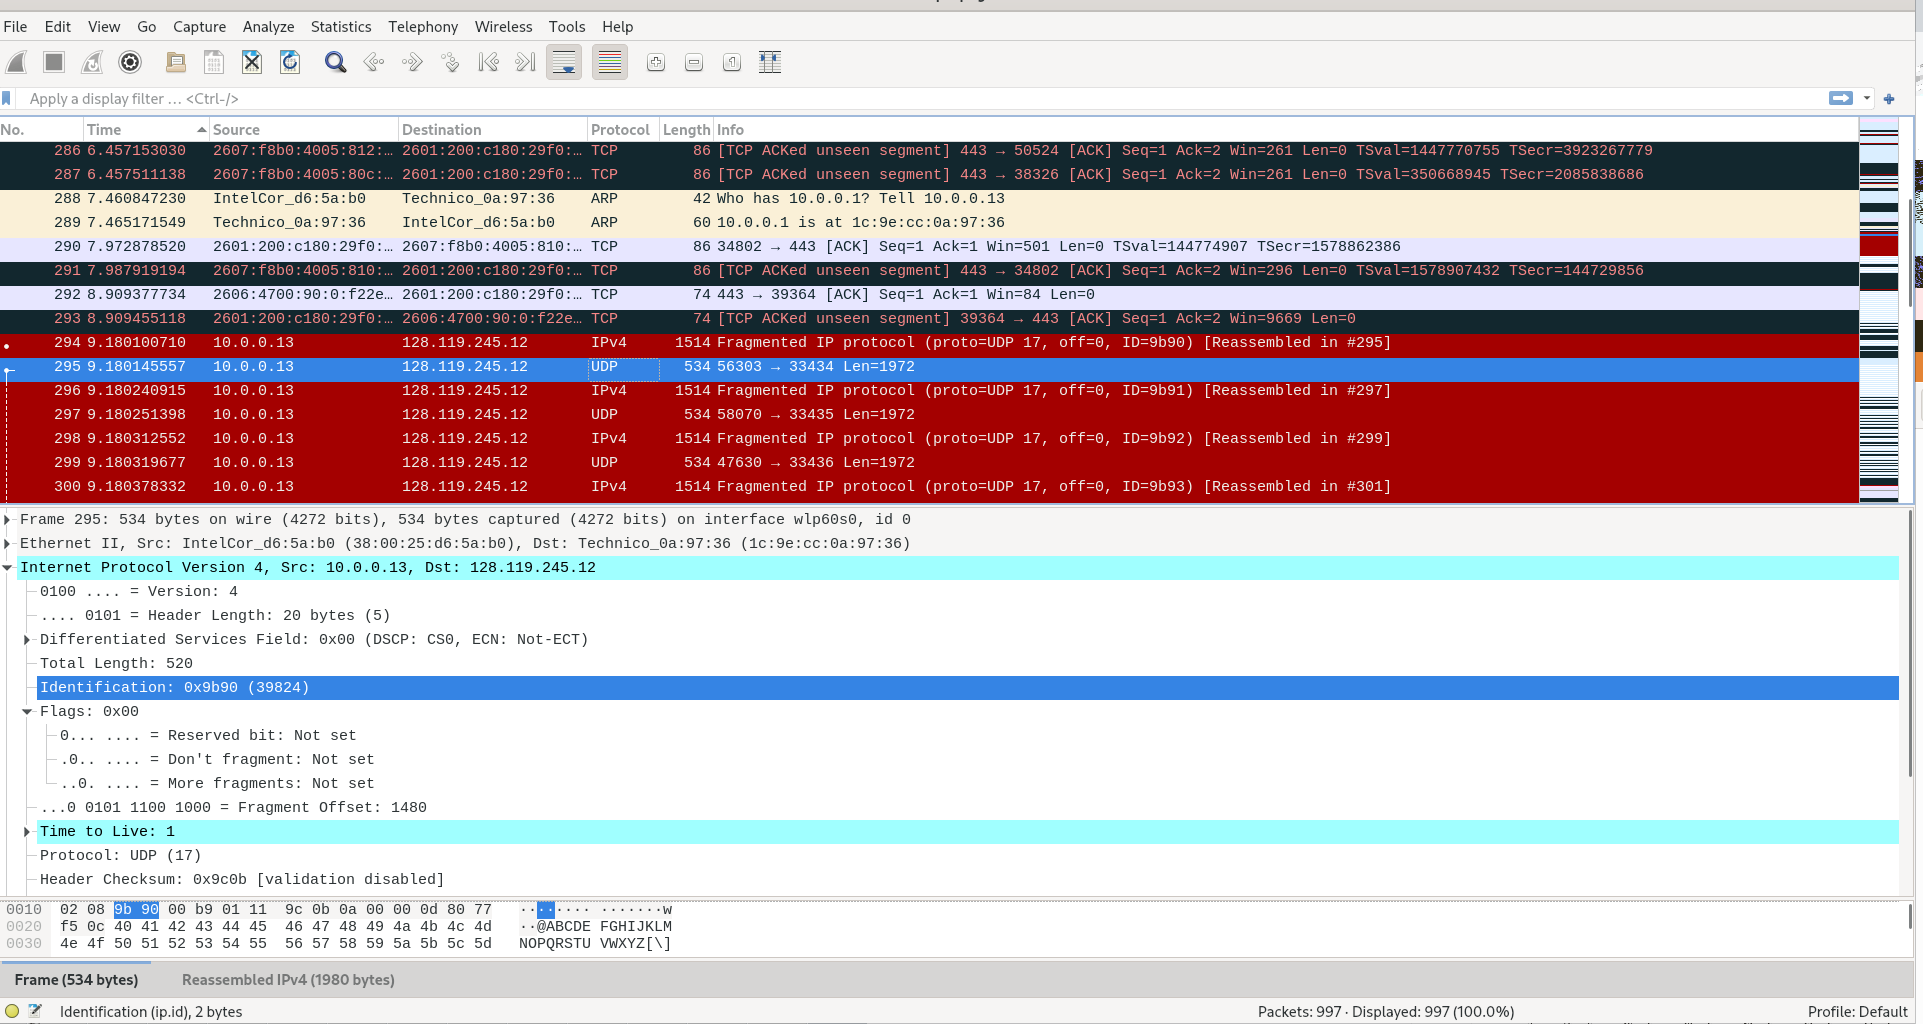 File Edit View Go Capture Analyze Statistics Telephony Wireless Tools Help
Apply a display filter … <Ctrl-/>
No. Time Source Destination Protocol Length Info
286 6.457153030 2607:f8b0:4005:812:… 2601:200:c180:29f0:… TCP 86 [TCP ACKed unseen segment] 443 → 50524 [ACK] Seq=1 Ack=2 Win=261 Len=0 TSval=1447770755 TSecr=3923267779
287 6.457511138 2607:f8b0:4005:80c:… 2601:200:c180:29f0:… TCP 86 [TCP ACKed unseen segment] 443 → 38326 [ACK] Seq=1 Ack=2 Win=261 Len=0 TSval=350668945 TSecr=2085838686
288 7.460847230 IntelCor_d6:5a:b0 Technico_0a:97:36 ARP 42 Who has 10.0.0.1? Tell 10.0.0.13
289 7.465171549 Technico_0a:97:36 IntelCor_d6:5a:b0 ARP 60 10.0.0.1 is at 1c:9e:cc:0a:97:36
290 7.972878520 2601:200:c180:29f0:… 2607:f8b0:4005:810:… TCP 86 34802 → 443 [ACK] Seq=1 Ack=1 Win=501 Len=0 TSval=144774907 TSecr=1578862386
291 7.987919194 2607:f8b0:4005:810:… 2601:200:c180:29f0:… TCP 86 [TCP ACKed unseen segment] 443 → 34802 [ACK] Seq=1 Ack=2 Win=296 Len=0 TSval=1578907432 TSecr=144729856
292 8.909377734 2606:4700:90:0:f22e… 2601:200:c180:29f0:… TCP 74 443 → 39364 [ACK] Seq=1 Ack=1 Win=84 Len=0
293 8.909455118 2601:200:c180:29f0:… 2606:4700:90:0:f22e… TCP 74 [TCP ACKed unseen segment] 39364 → 443 [ACK] Seq=1 Ack=2 Win=9669 Len=0
294 9.180100710 10.0.0.13 128.119.245.12 IPv4 1514 Fragmented IP protocol (proto=UDP 17, off=0, ID=9b90) [Reassembled in #295]
295 9.180145557 10.0.0.13 128.119.245.12 UDP 534 56303 → 33434 Len=1972
296 9.180240915 10.0.0.13 128.119.245.12 IPv4 1514 Fragmented IP protocol (proto=UDP 17, off=0, ID=9b91) [Reassembled in #297]
297 9.180251398 10.0.0.13 128.119.245.12 UDP 534 58070 → 33435 Len=1972
298 9.180312552 10.0.0.13 128.119.245.12 IPv4 1514 Fragmented IP protocol (proto=UDP 17, off=0, ID=9b92) [Reassembled in #299]
299 9.180319677 10.0.0.13 128.119.245.12 UDP 534 47630 → 33436 Len=1972
300 9.180378332 10.0.0.13 128.119.245.12 IPv4 1514 Fragmented IP protocol (proto=UDP 17, off=0, ID=9b93) [Reassembled in #301]
Frame 295: 534 bytes on wire (4272 bits), 534 bytes captured (4272 bits) on interface wlp60s0, id 0
Ethernet II, Src: IntelCor_d6:5a:b0 (38:00:25:d6:5a:b0), Dst: Technico_0a:97:36 (1c:9e:cc:0a:97:36)
Internet Protocol Version 4, Src: 10.0.0.13, Dst: 128.119.245.12
0100 .... = Version: 4
.... 0101 = Header Length: 20 bytes (5)
Differentiated Services Field: 0x00 (DSCP: CS0, ECN: Not-ECT)
Total Length: 520
Identification: 0x9b90 (39824)
Flags: 0x00
0... .... = Reserved bit: Not set
.0.. .... = Don't fragment: Not set
..0. .... = More fragments: Not set
...0 0101 1100 1000 = Fragment Offset: 1480
Time to Live: 1
Protocol: UDP (17)
Header Checksum: 0x9c0b [validation disabled]
0010 02 08 9b 90 00 b9 01 11 9c 0b 0a 00 00 0d 80 77 ········ ·······w
0020 f5 0c 40 41 42 43 44 45 46 47 48 49 4a 4b 4c 4d ··@ABCDE FGHIJKLM
0030 4e 4f 50 51 52 53 54 55 56 57 58 59 5a 5b 5c 5d NOPQRSTU VWXYZ[\]
Frame (534 bytes) Reassembled IPv4 (1980 bytes)
Identification (ip.id), 2 bytes Packets: 997 · Displayed: 997 (100.0%) Profile: Default